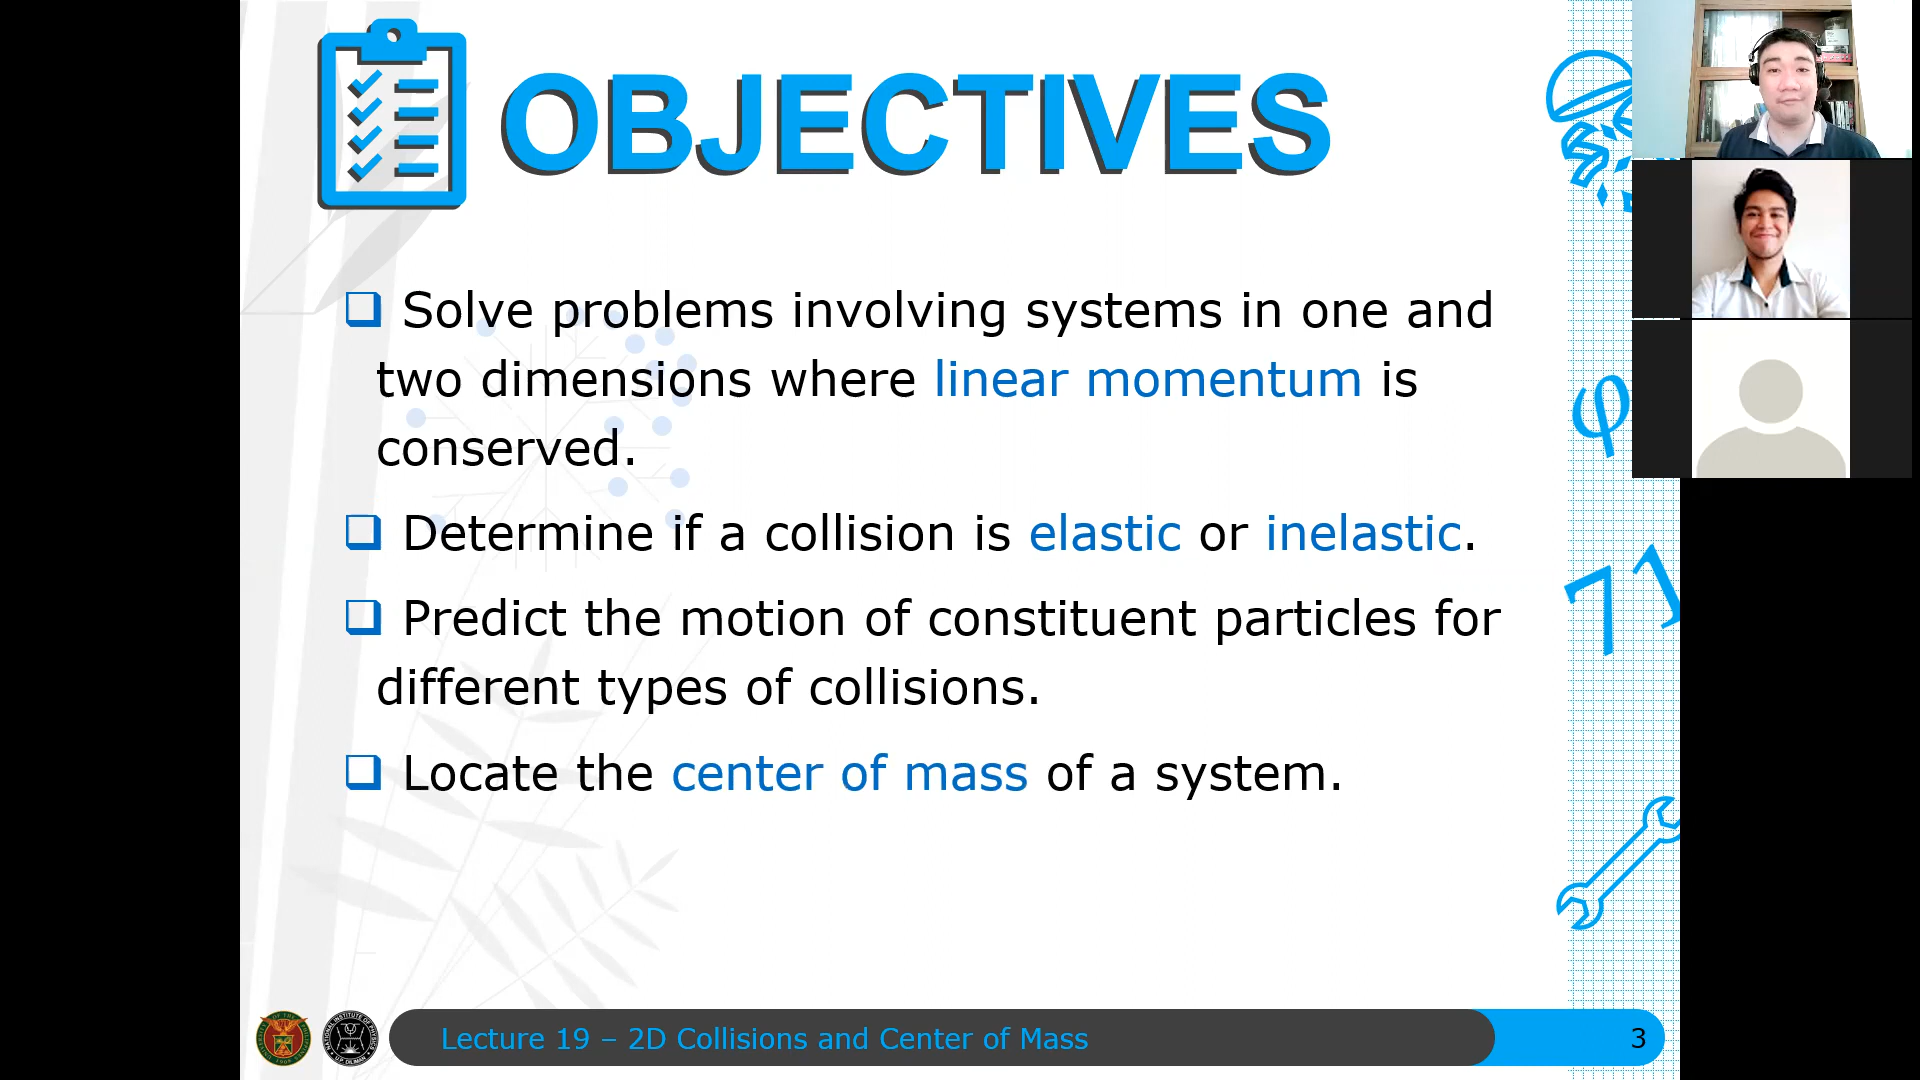 OBJECTIVES
Solve problems involving systems in one and
two dimensions where linear momentum is
conserved.
Determine if a collision is elastic or inelastic.
Predict the motion of constituent particles for
different types of collisions.
Locate the center of mass of a system.
φ
71
Lecture 19 – 2D Collisions and Center of Mass
3